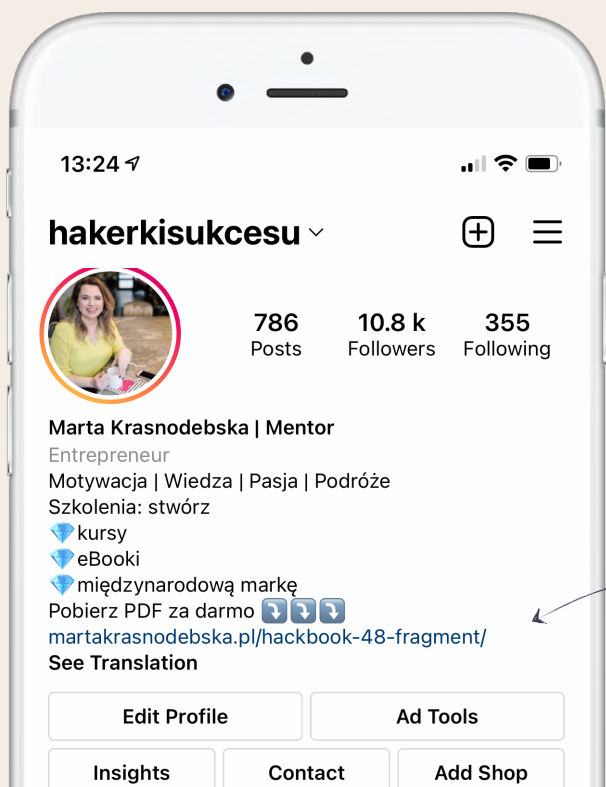 13:24
hakerkisukcesu
786 10.8 k 355
Posts Followers Following
Marta Krasnodebska | Mentor
Entrepreneur
Motywacja | Wiedza | Pasja | Podróże
Szkolenia: stwórz
💎kursy
💎eBooki
💎międzynarodową markę
Pobierz PDF za darmo ⤵️⤵️⤵️
martakrasnodebska.pl/hackbook-48-fragment/
See Translation
Edit Profile Ad Tools
Insights Contact Add Shop